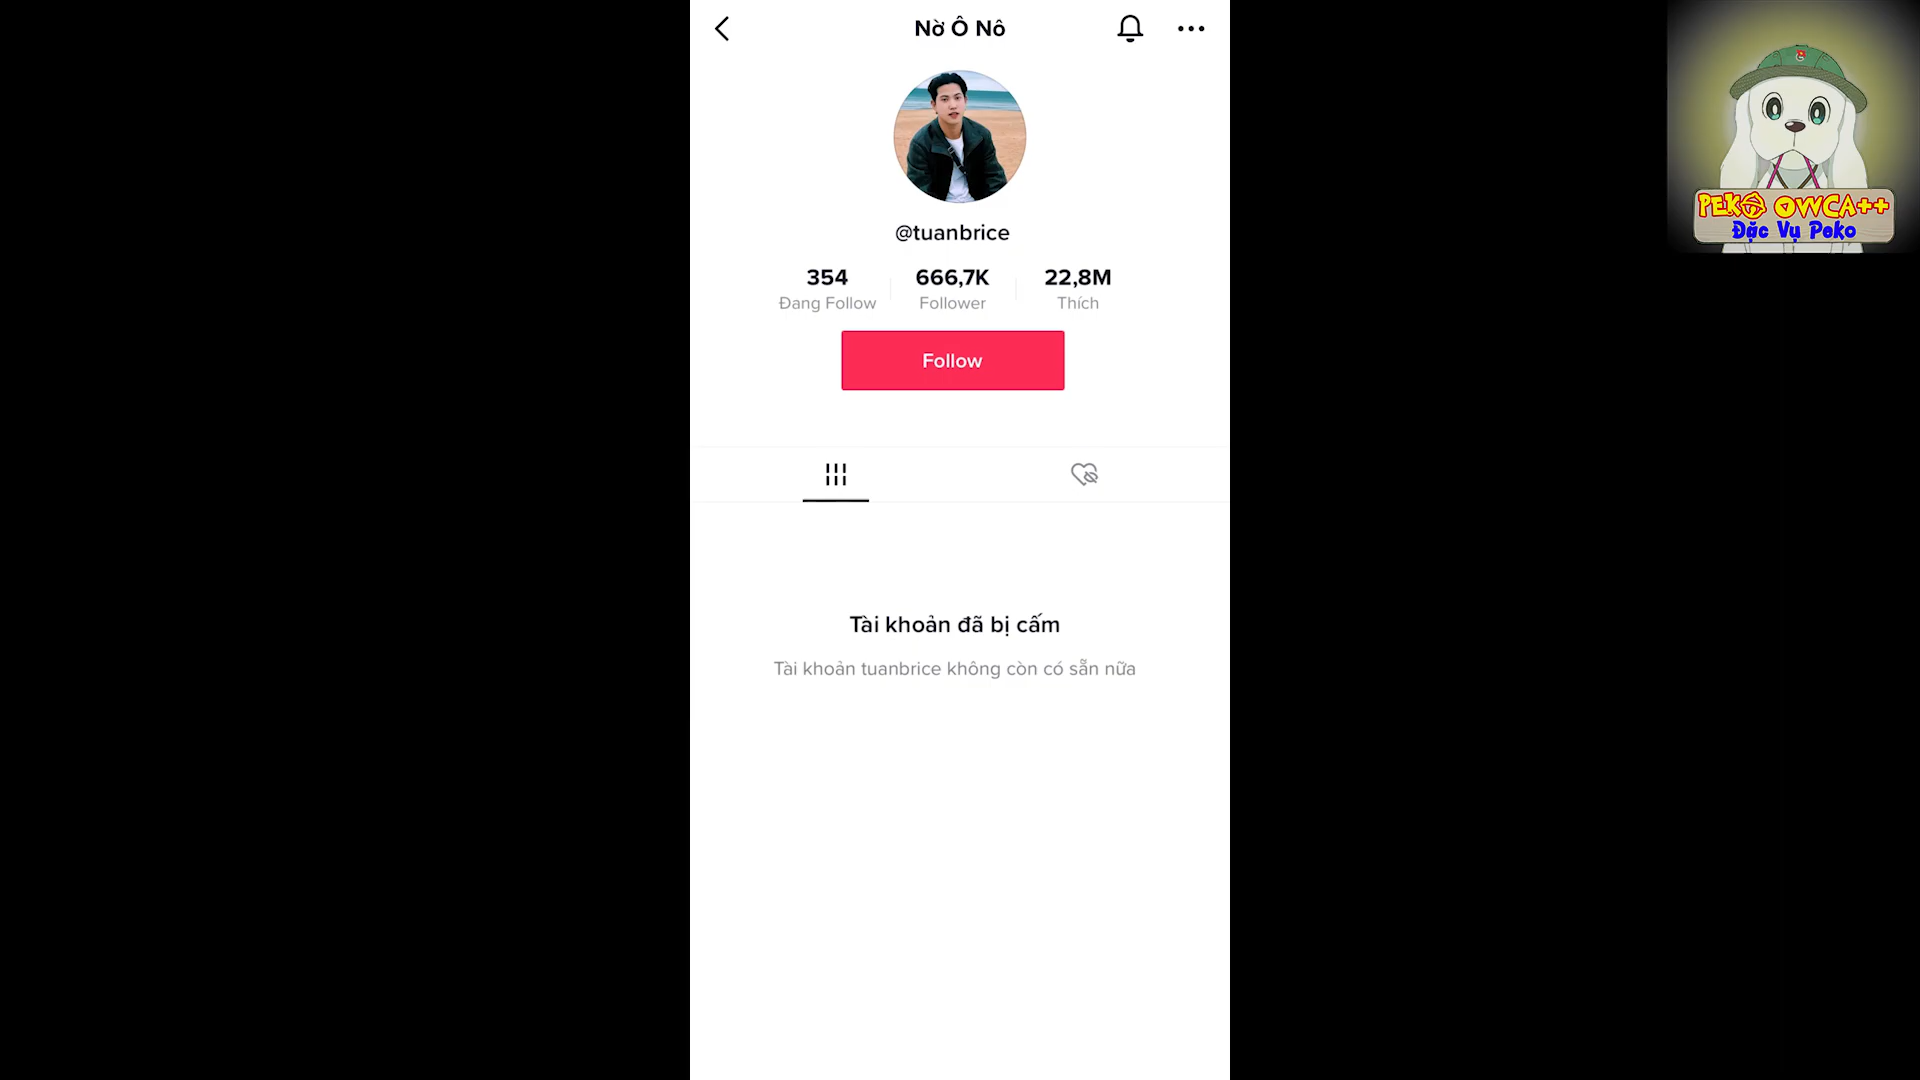 Nờ Ô Nô
@tuanbrice
354
666,7K
22,8M
Đang Follow
Follower
Thích
Follow
Tài khoản đã bị cấm
Tài khoản tuanbrice không còn có sẵn nữa
PEKO OWCA++
Đặc Vụ Peko